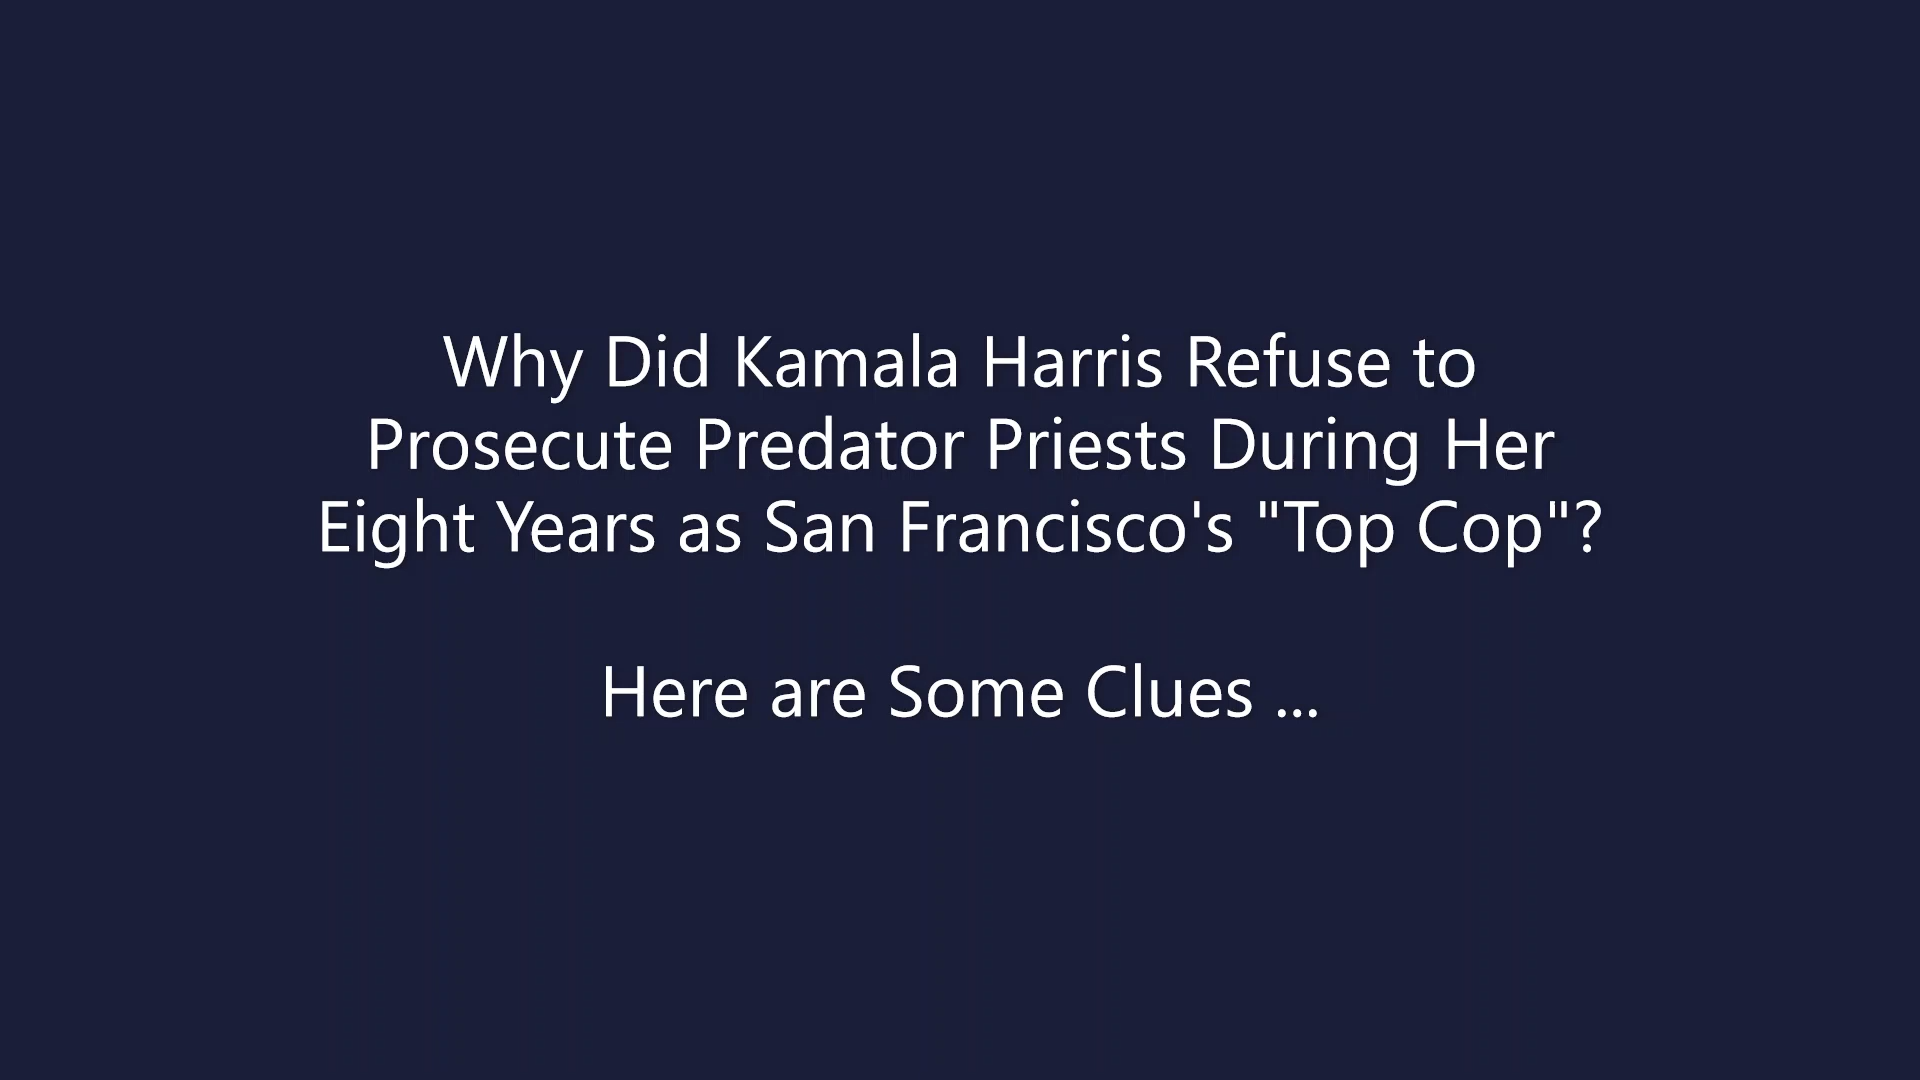 Why Did Kamala Harris Refuse to
Prosecute Predator Priests During Her
Eight Years as San Francisco's "Top Cop"?
Here are Some Clues ...